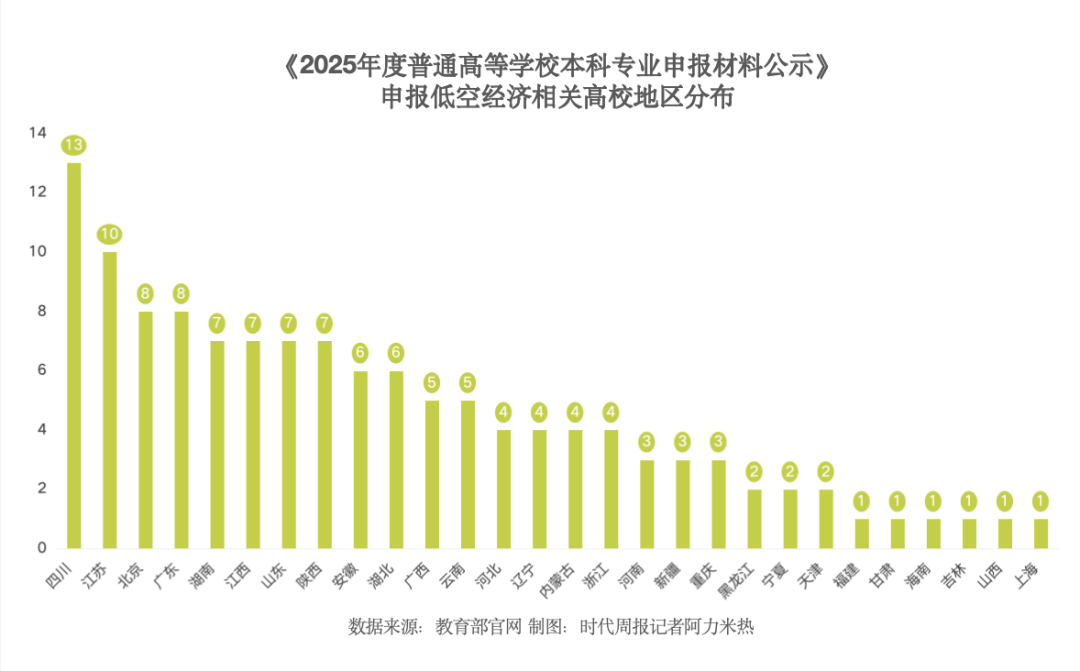 《2025年度普通高等学校本科专业申报材料公示》
申报低空经济相关高校地区分布
14
12
10
8
6
4
2
0
13
10
8
8
7
7
7
7
6
6
5
5
4
4
4
4
3
3
3
2
2
2
1
1
1
1
1
1
四川
江苏
北京
广东
湖南
江西
山东
陕西
安徽
湖北
广西
云南
河北
辽宁
内蒙古
浙江
河南
新疆
重庆
黑龙江
宁夏
天津
福建
甘肃
海南
吉林
山西
上海
数据来源：教育部官网 制图：时代周报记者阿力米热